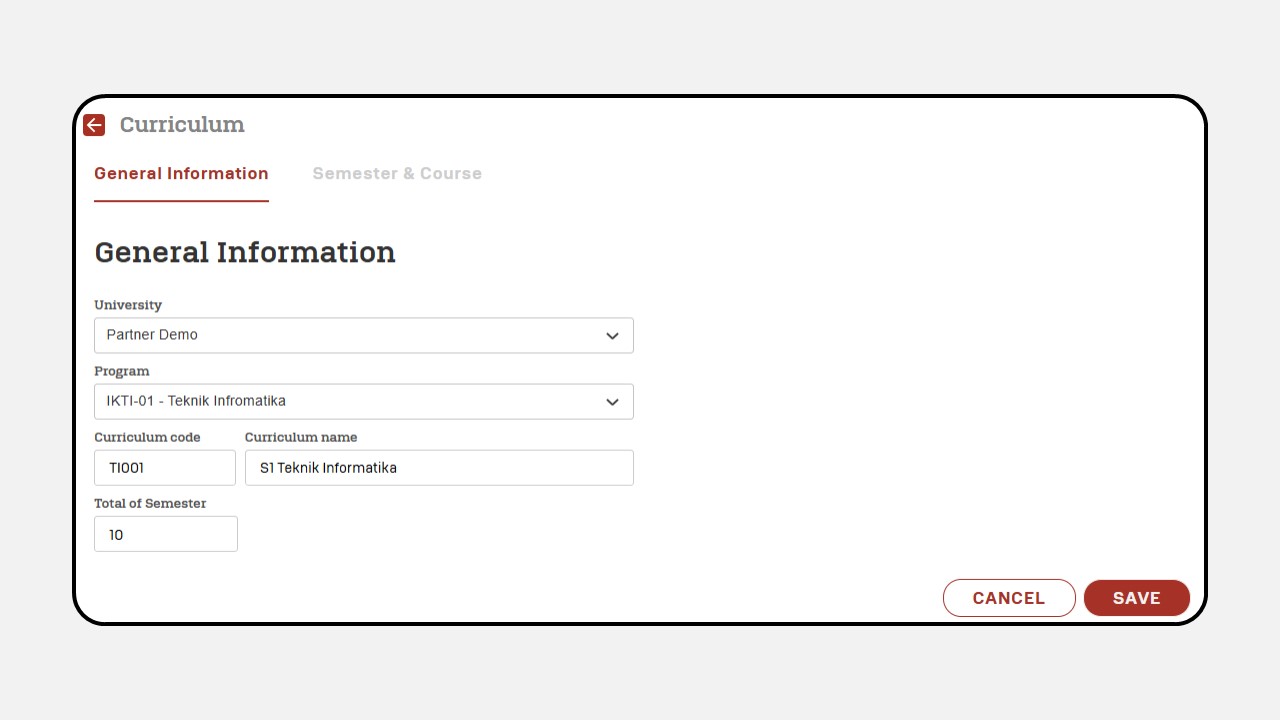 Curriculum
General Information
Semester & Course
General Information
University
Partner Demo
Program
IKTI-01 - Teknik Infromatika
Curriculum code
Curriculum name
TI001
S1 Teknik Informatika
Total of Semester
10
CANCEL
SAVE